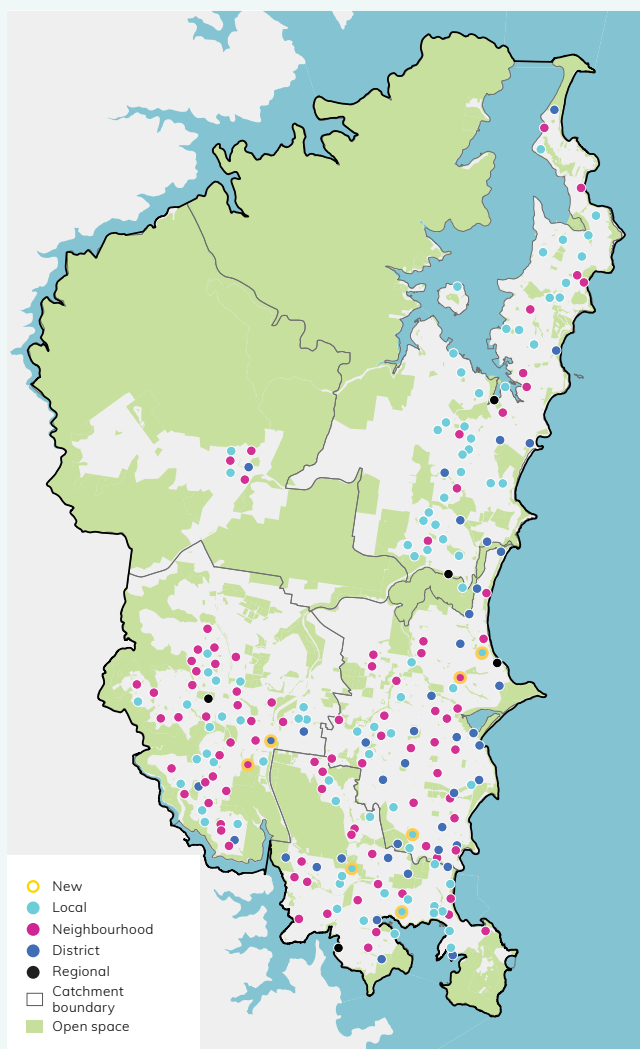 New
Local
Neighbourhood
District
Regional
Catchment
boundary
Open space